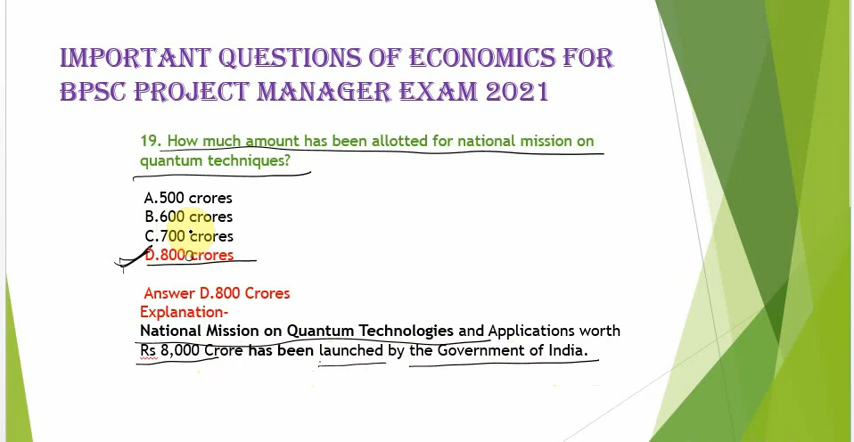 IMPORTANT QUESTIONS OF ECONOMICS FOR
BPSC PROJECT MANAGER EXAM 2021
19. How much amount has been allotted for national mission on
quantum techniques?
A.500 crores
B.600 crores
C.700 crores
D.800 crores
Answer D.800 Crores
Explanation-
National Mission on Quantum Technologies and Applications worth
Rs 8,000 Crore has been launched by the Government of India.